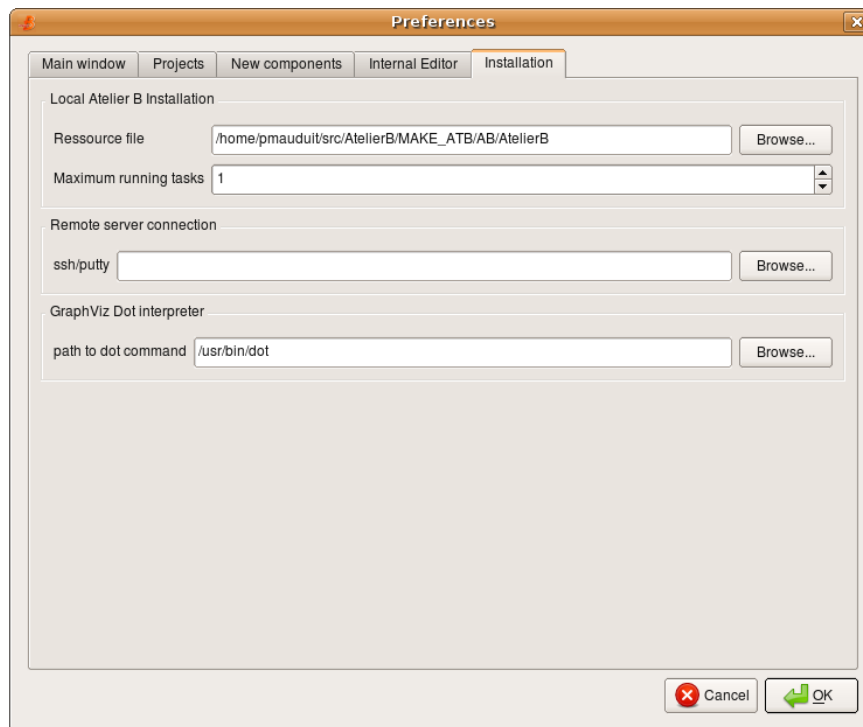 Preferences
Main window Projects New components Internal Editor Installation
Local Atelier B Installation
Ressource file /home/pmauduit/src/AtelierB/MAKE_ATB/AB/AtelierB Browse...
Maximum running tasks 1
Remote server connection
ssh/putty Browse...
GraphViz Dot interpreter
path to dot command /usr/bin/dot Browse...
Cancel OK